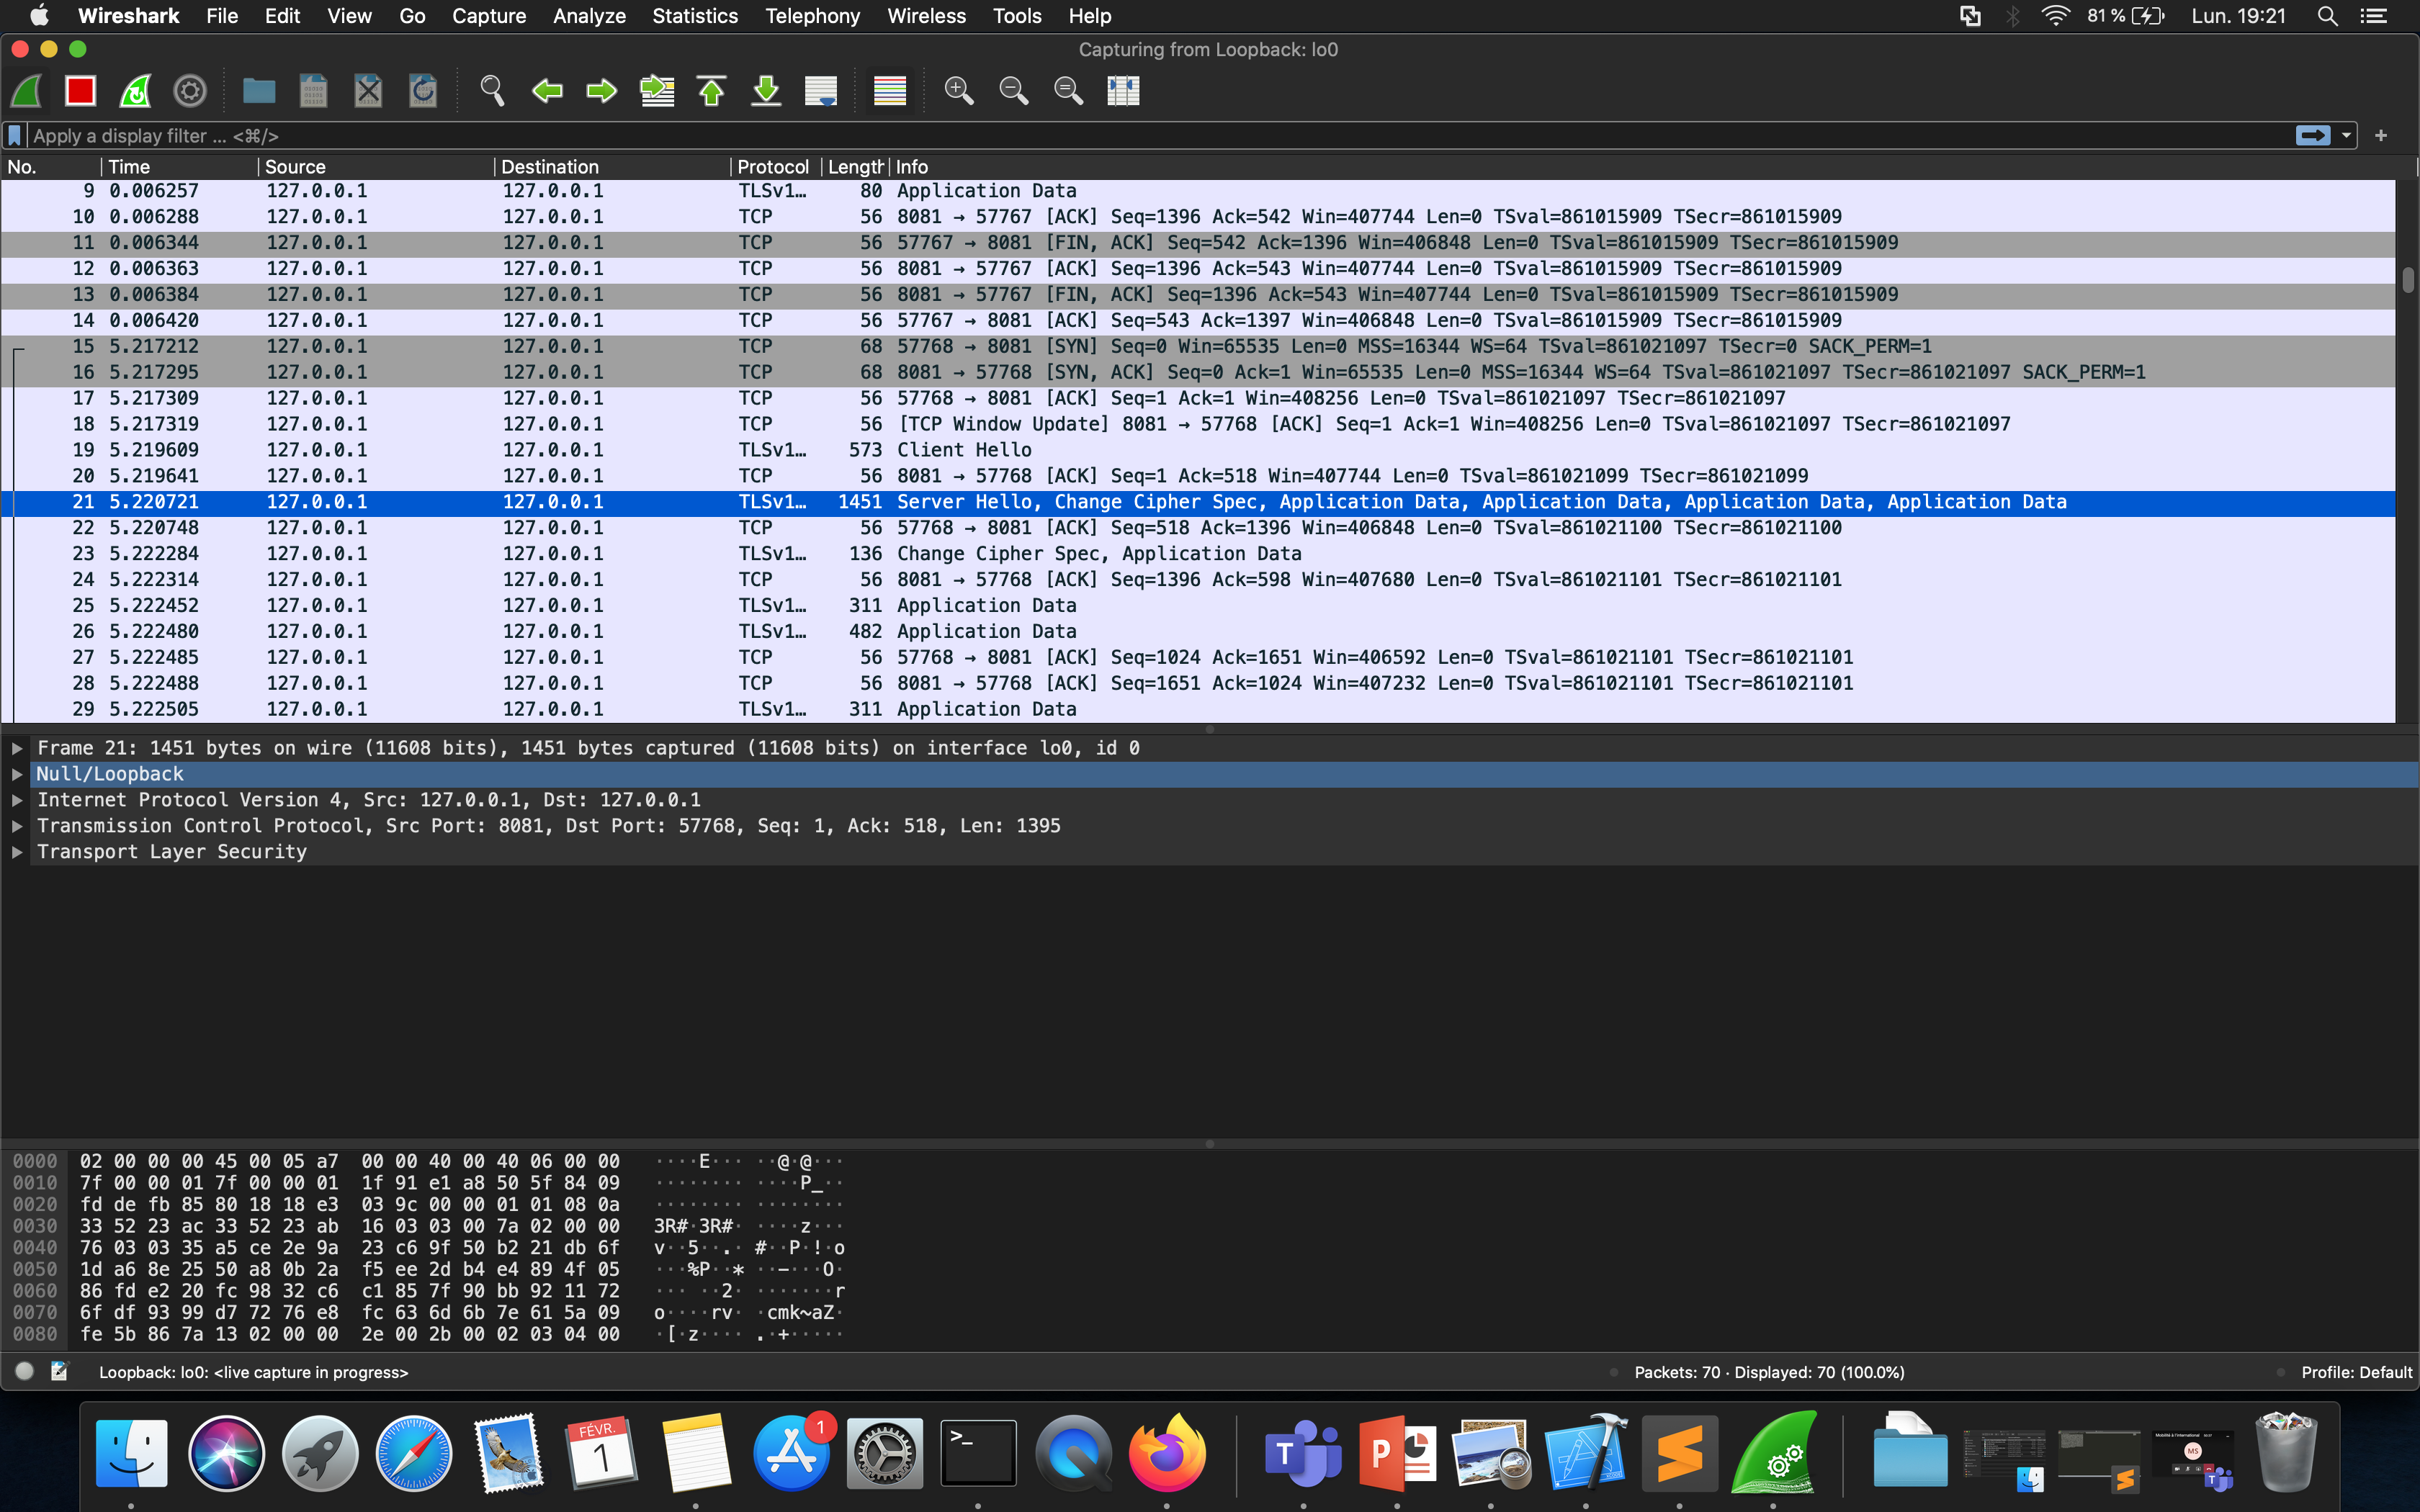 Wireshark File Edit View Go Capture Analyze Statistics Telephony Wireless Tools Help 81 % Lun. 19:21
Capturing from Loopback: lo0
Apply a display filter ... <⌘/>
No. Time Source Destination Protocol Length Info
9 0.006257 127.0.0.1 127.0.0.1 TLSv1… 80 Application Data
10 0.006288 127.0.0.1 127.0.0.1 TCP 56 8081 → 57767 [ACK] Seq=1396 Ack=542 Win=407744 Len=0 TSval=861015909 TSecr=861015909
11 0.006344 127.0.0.1 127.0.0.1 TCP 56 57767 → 8081 [FIN, ACK] Seq=542 Ack=1396 Win=406848 Len=0 TSval=861015909 TSecr=861015909
12 0.006363 127.0.0.1 127.0.0.1 TCP 56 8081 → 57767 [ACK] Seq=1396 Ack=543 Win=407744 Len=0 TSval=861015909 TSecr=861015909
13 0.006384 127.0.0.1 127.0.0.1 TCP 56 8081 → 57767 [FIN, ACK] Seq=1396 Ack=543 Win=407744 Len=0 TSval=861015909 TSecr=861015909
14 0.006420 127.0.0.1 127.0.0.1 TCP 56 57767 → 8081 [ACK] Seq=543 Ack=1397 Win=406848 Len=0 TSval=861015909 TSecr=861015909
15 5.217212 127.0.0.1 127.0.0.1 TCP 68 57768 → 8081 [SYN] Seq=0 Win=65535 Len=0 MSS=16344 WS=64 TSval=861021097 TSecr=0 SACK_PERM=1
16 5.217295 127.0.0.1 127.0.0.1 TCP 68 8081 → 57768 [SYN, ACK] Seq=0 Ack=1 Win=65535 Len=0 MSS=16344 WS=64 TSval=861021097 TSecr=861021097 SACK_PERM=1
17 5.217309 127.0.0.1 127.0.0.1 TCP 56 57768 → 8081 [ACK] Seq=1 Ack=1 Win=408256 Len=0 TSval=861021097 TSecr=861021097
18 5.217319 127.0.0.1 127.0.0.1 TCP 56 [TCP Window Update] 8081 → 57768 [ACK] Seq=1 Ack=1 Win=408256 Len=0 TSval=861021097 TSecr=861021097
19 5.219609 127.0.0.1 127.0.0.1 TLSv1… 573 Client Hello
20 5.219641 127.0.0.1 127.0.0.1 TCP 56 8081 → 57768 [ACK] Seq=1 Ack=518 Win=407744 Len=0 TSval=861021099 TSecr=861021099
21 5.220721 127.0.0.1 127.0.0.1 TLSv1… 1451 Server Hello, Change Cipher Spec, Application Data, Application Data, Application Data, Application Data
22 5.220748 127.0.0.1 127.0.0.1 TCP 56 57768 → 8081 [ACK] Seq=518 Ack=1396 Win=406848 Len=0 TSval=861021100 TSecr=861021100
23 5.222284 127.0.0.1 127.0.0.1 TLSv1… 136 Change Cipher Spec, Application Data
24 5.222314 127.0.0.1 127.0.0.1 TCP 56 8081 → 57768 [ACK] Seq=1396 Ack=598 Win=407680 Len=0 TSval=861021101 TSecr=861021101
25 5.222452 127.0.0.1 127.0.0.1 TLSv1… 311 Application Data
26 5.222480 127.0.0.1 127.0.0.1 TLSv1… 482 Application Data
27 5.222485 127.0.0.1 127.0.0.1 TCP 56 57768 → 8081 [ACK] Seq=1024 Ack=1651 Win=406592 Len=0 TSval=861021101 TSecr=861021101
28 5.222488 127.0.0.1 127.0.0.1 TCP 56 8081 → 57768 [ACK] Seq=1651 Ack=1024 Win=407232 Len=0 TSval=861021101 TSecr=861021101
29 5.222505 127.0.0.1 127.0.0.1 TLSv1… 311 Application Data
Frame 21: 1451 bytes on wire (11608 bits), 1451 bytes captured (11608 bits) on interface lo0, id 0
Null/Loopback
Internet Protocol Version 4, Src: 127.0.0.1, Dst: 127.0.0.1
Transmission Control Protocol, Src Port: 8081, Dst Port: 57768, Seq: 1, Ack: 518, Len: 1395
Transport Layer Security
0000 02 00 00 00 45 00 05 a7 00 00 40 00 40 06 00 00 ····E··· ··@·@···
0010 7f 00 00 01 7f 00 00 01 1f 91 e1 a8 50 5f 84 09 ········ ····P_··
0020 fd de fb 85 80 18 18 e3 03 9c 00 00 01 01 08 0a ········ ········
0030 33 52 23 ac 33 52 23 ab 16 03 03 00 7a 02 00 00 3R#·3R#· ····z···
0040 76 03 03 35 a5 ce 2e 9a 23 c6 9f 50 b2 21 db 6f v··5··.· #··P·!·o
0050 1d a6 8e 25 50 a8 0b 2a f5 ee 2d b4 e4 89 4f 05 ···%P··* ··-···O·
0060 86 fd e2 20 fc 98 32 c6 c1 85 7f 90 bb 92 11 72 ··· ··2· ·······r
0070 6f df 93 99 d7 72 76 e8 fc 63 6d 6b 7e 61 5a 09 o····rv· ·cmk~aZ·
0080 fe 5b 86 7a 13 02 00 00 2e 00 2b 00 02 03 04 00 ·[·z···· .·+·····
Loopback: lo0: <live capture in progress> Packets: 70 · Displayed: 70 (100.0%) Profile: Default
FÉVR.
1
1
>_
T
P
MS
T